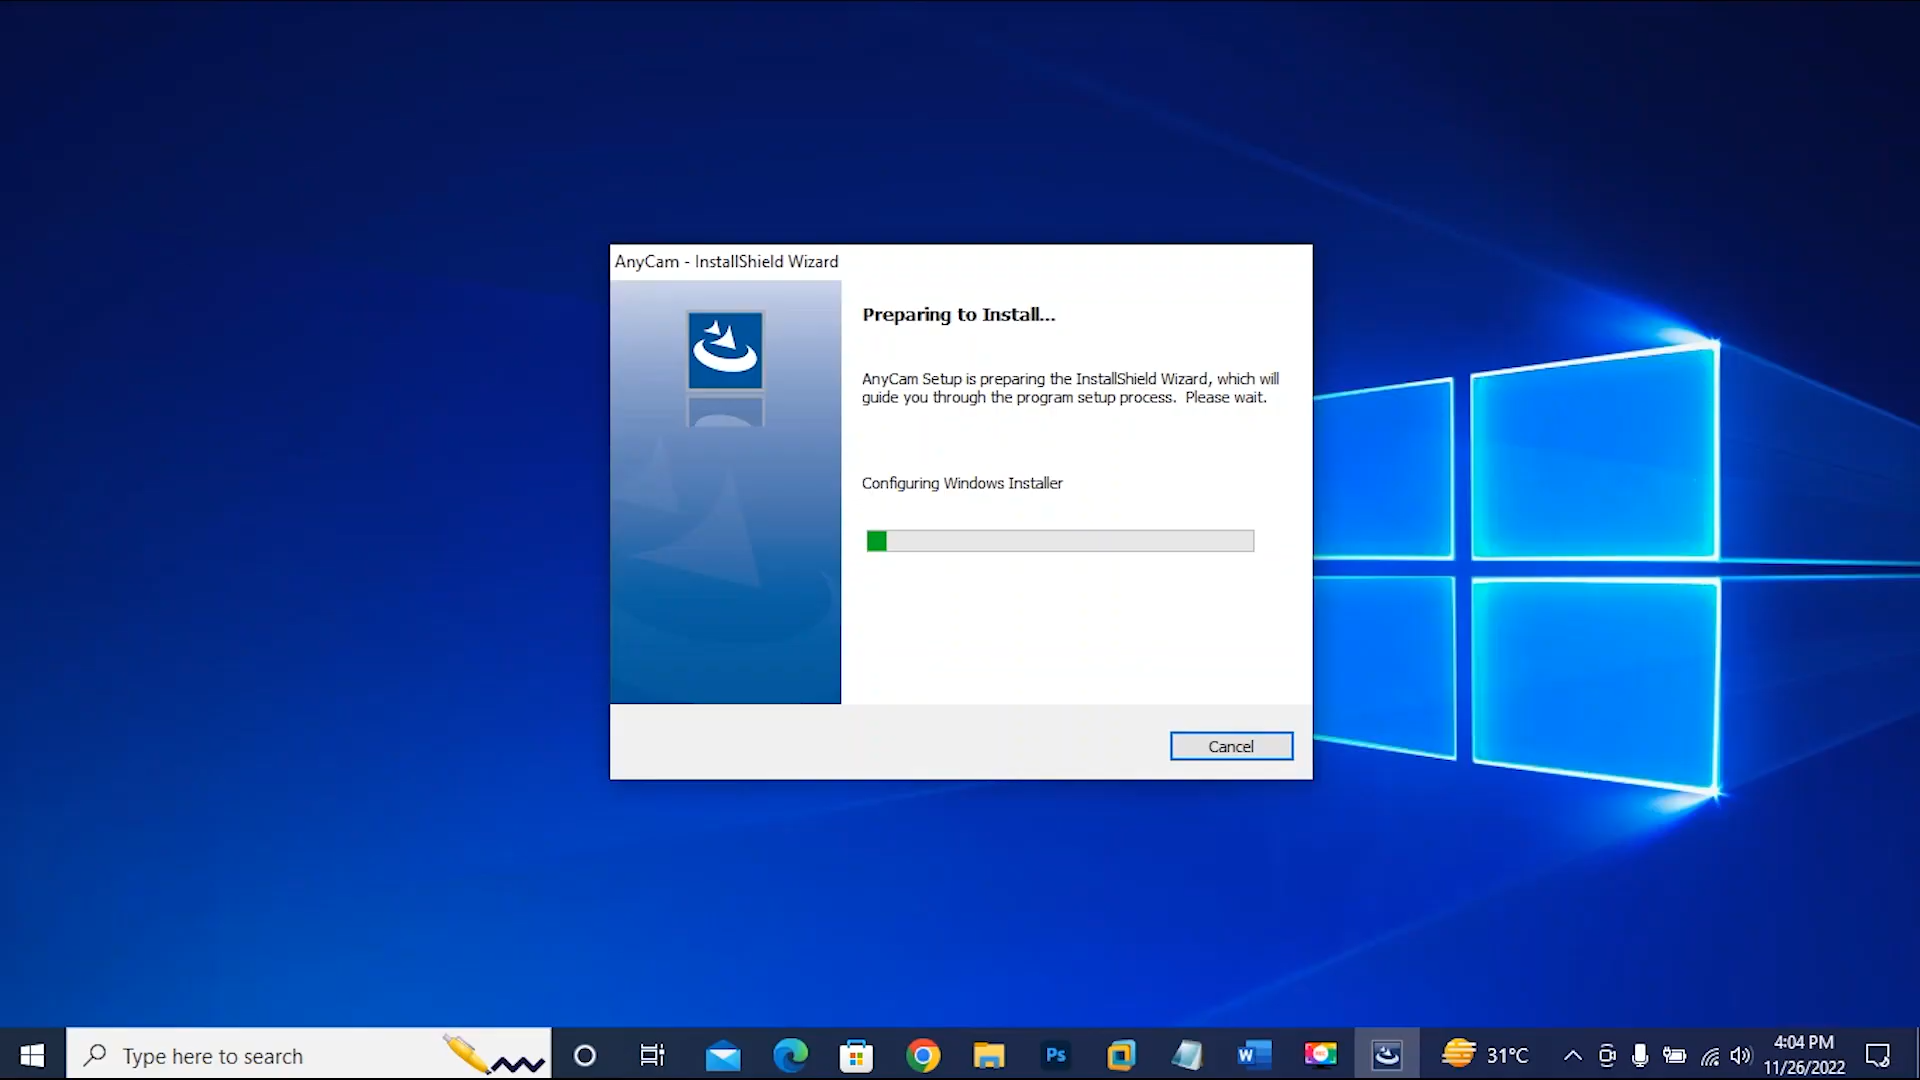 AnyCam - InstallShield Wizard
Preparing to Install...
AnyCam Setup is preparing the InstallShield Wizard, which will
guide you through the program setup process.  Please wait.
Configuring Windows Installer
Cancel
Type here to search
Ps
W
31°C
4:04 PM
11/26/2022